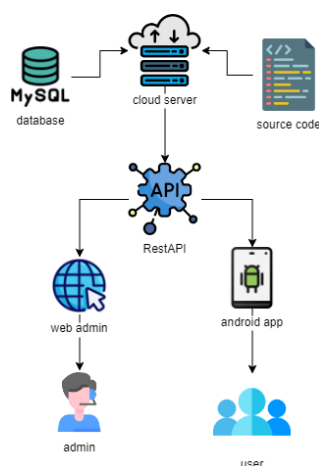 MySQL
database
cloud server
</>
source code
API
RestAPI
web admin
android app
admin
user